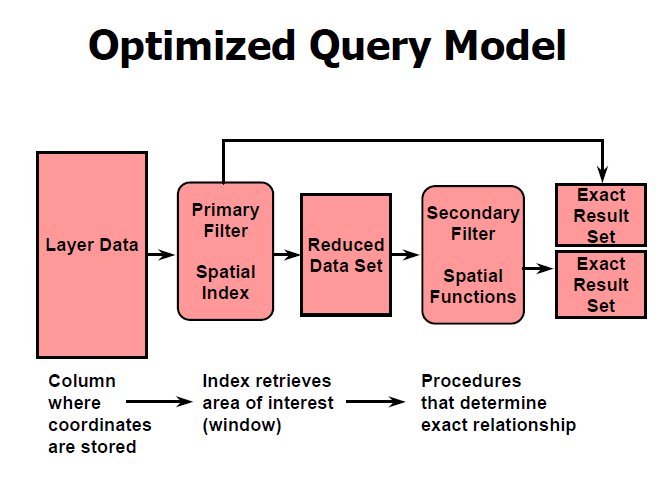 Optimized Query Model
Layer Data
Primary
Filter
Spatial
Index
Reduced
Data Set
Secondary
Filter
Spatial
Functions
Exact
Result
Set
Exact
Result
Set
Column
where
coordinates
are stored
Index retrieves
area of interest
(window)
Procedures
that determine
exact relationship